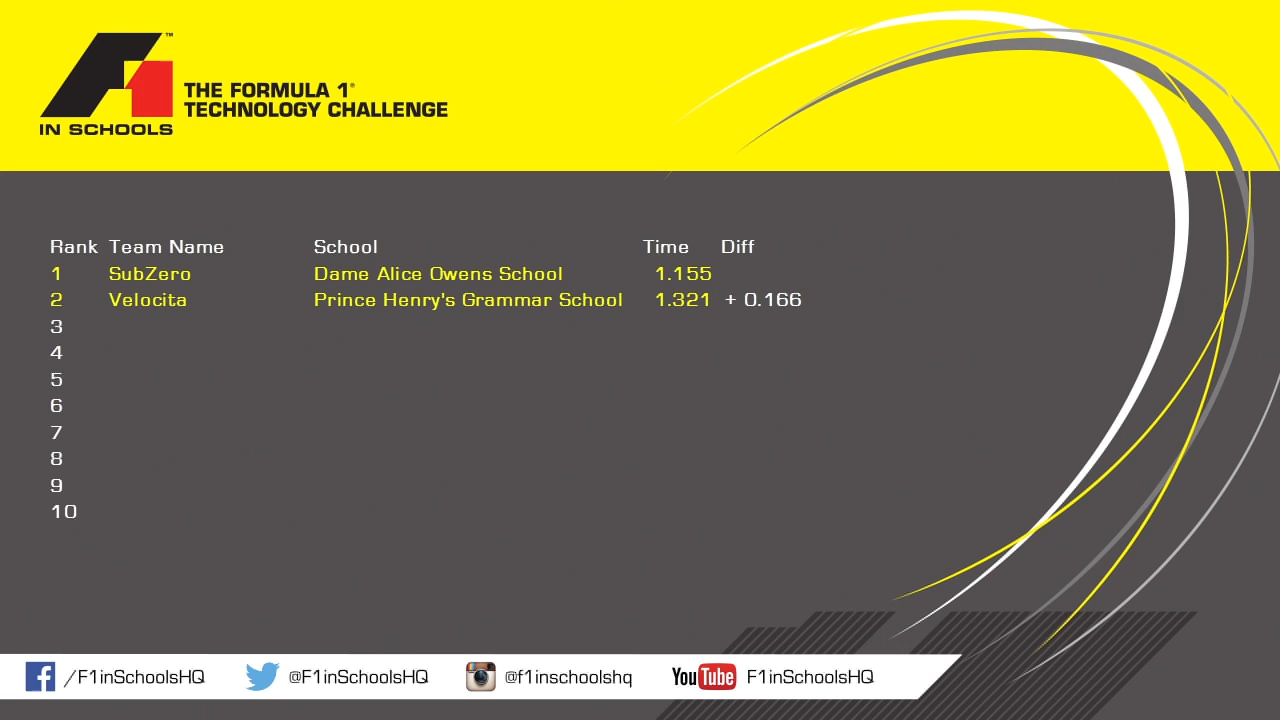 IN SCHOOLS™
THE FORMULA 1®
TECHNOLOGY CHALLENGE
Rank Team Name School Time Diff
1 SubZero Dame Alice Owens School 1.155
2 Velocita Prince Henry's Grammar School 1.321 + 0.166
3
4
5
6
7
8
9
10
/F1inSchoolsHQ @F1inSchoolsHQ @f1inschoolshq YouTube F1inSchoolsHQ